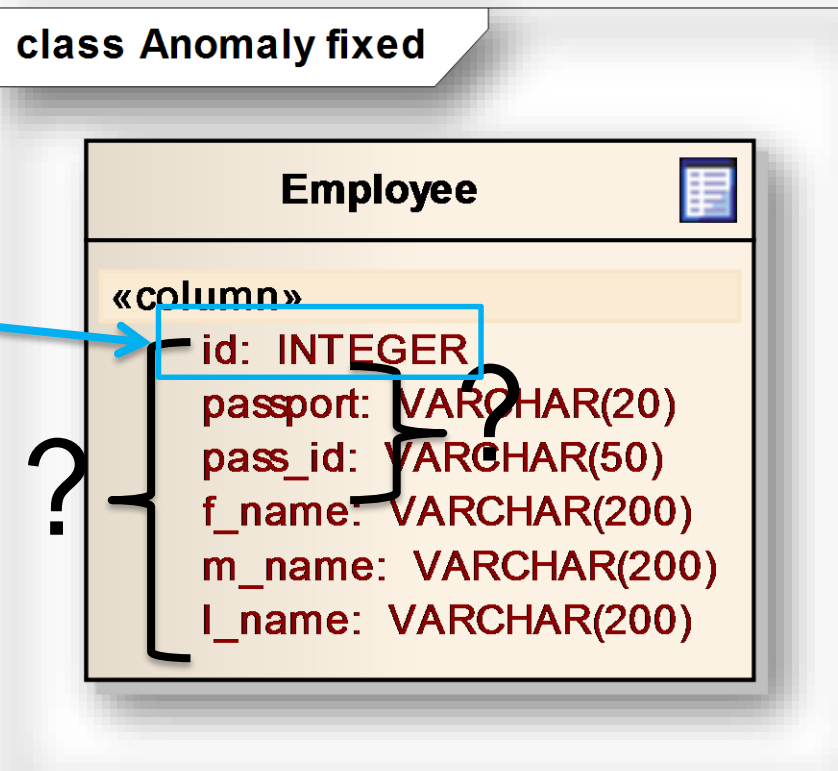 class Anomaly fixed
Employee
«column»
id: INTEGER
passport: VARCHAR(20)
pass_id: VARCHAR(50)
f_name: VARCHAR(200)
m_name: VARCHAR(200)
l_name: VARCHAR(200)
?
?